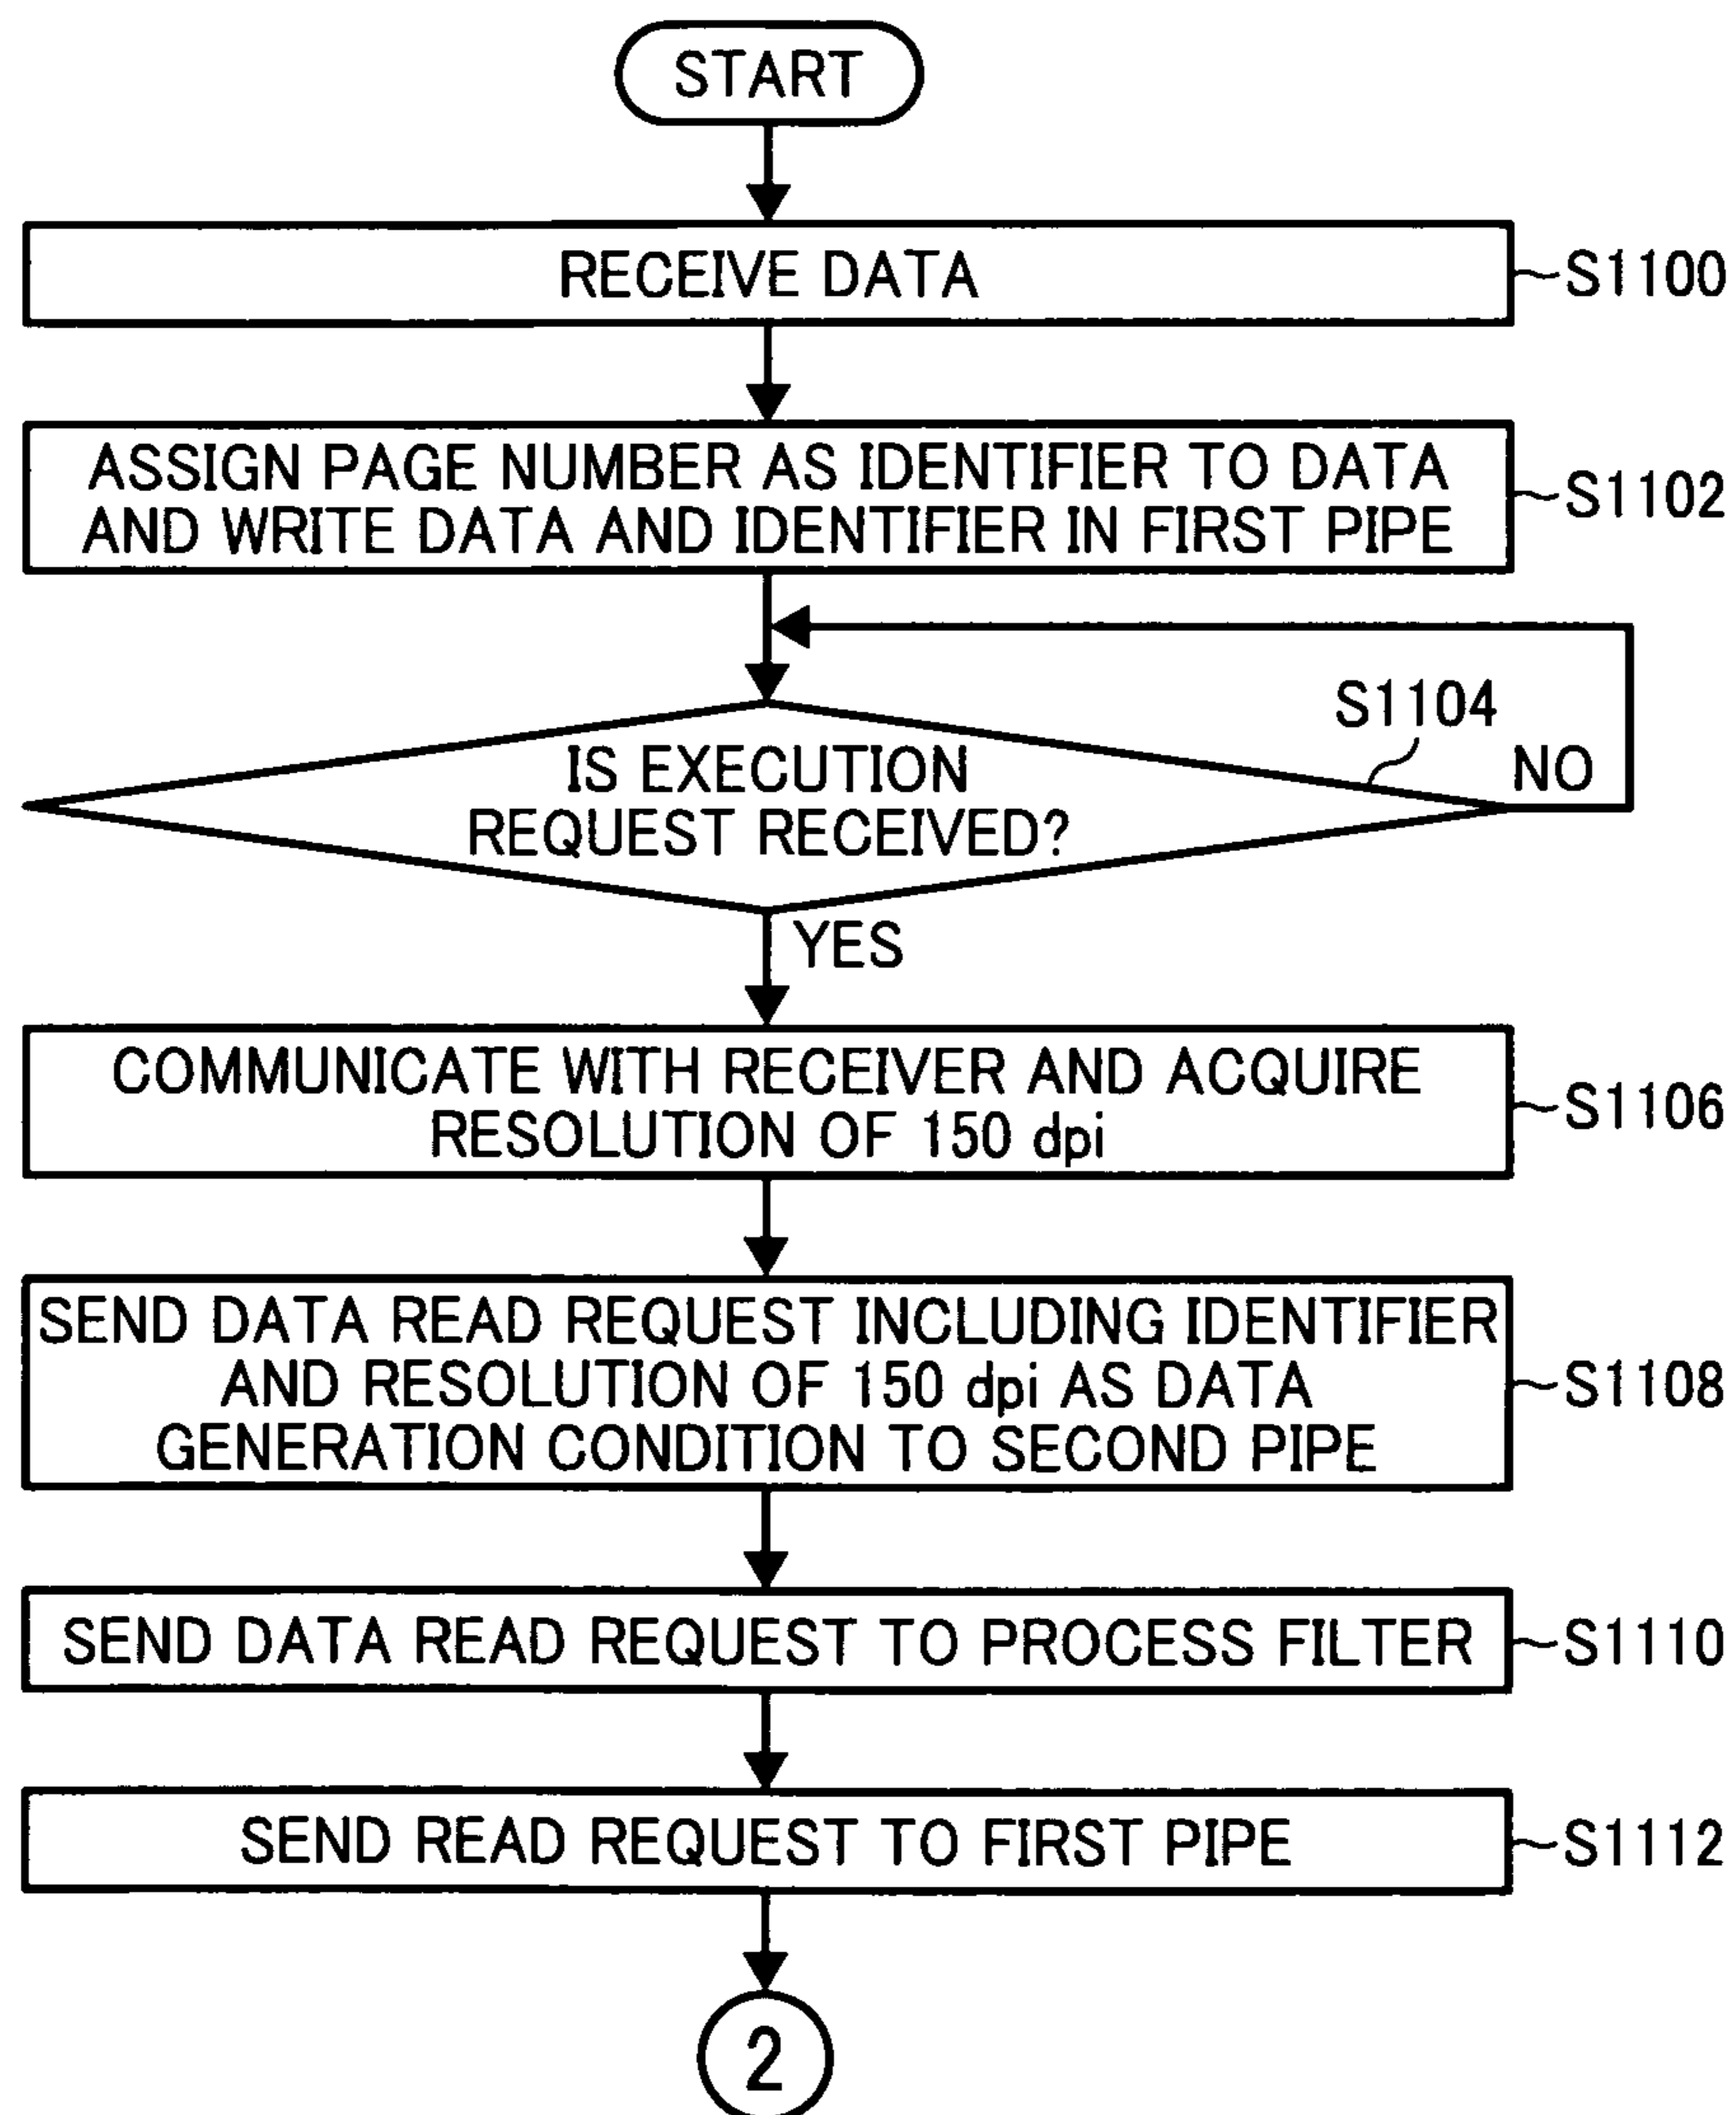 START
RECEIVE DATA
S1100
ASSIGN PAGE NUMBER AS IDENTIFIER TO DATA
AND WRITE DATA AND IDENTIFIER IN FIRST PIPE
S1102
S1104
NO
IS EXECUTION
REQUEST RECEIVED?
YES
COMMUNICATE WITH RECEIVER AND ACQUIRE
RESOLUTION OF 150 dpi
S1106
SEND DATA READ REQUEST INCLUDING IDENTIFIER
AND RESOLUTION OF 150 dpi AS DATA
GENERATION CONDITION TO SECOND PIPE
S1108
SEND DATA READ REQUEST TO PROCESS FILTER
S1110
SEND READ REQUEST TO FIRST PIPE
S1112
2